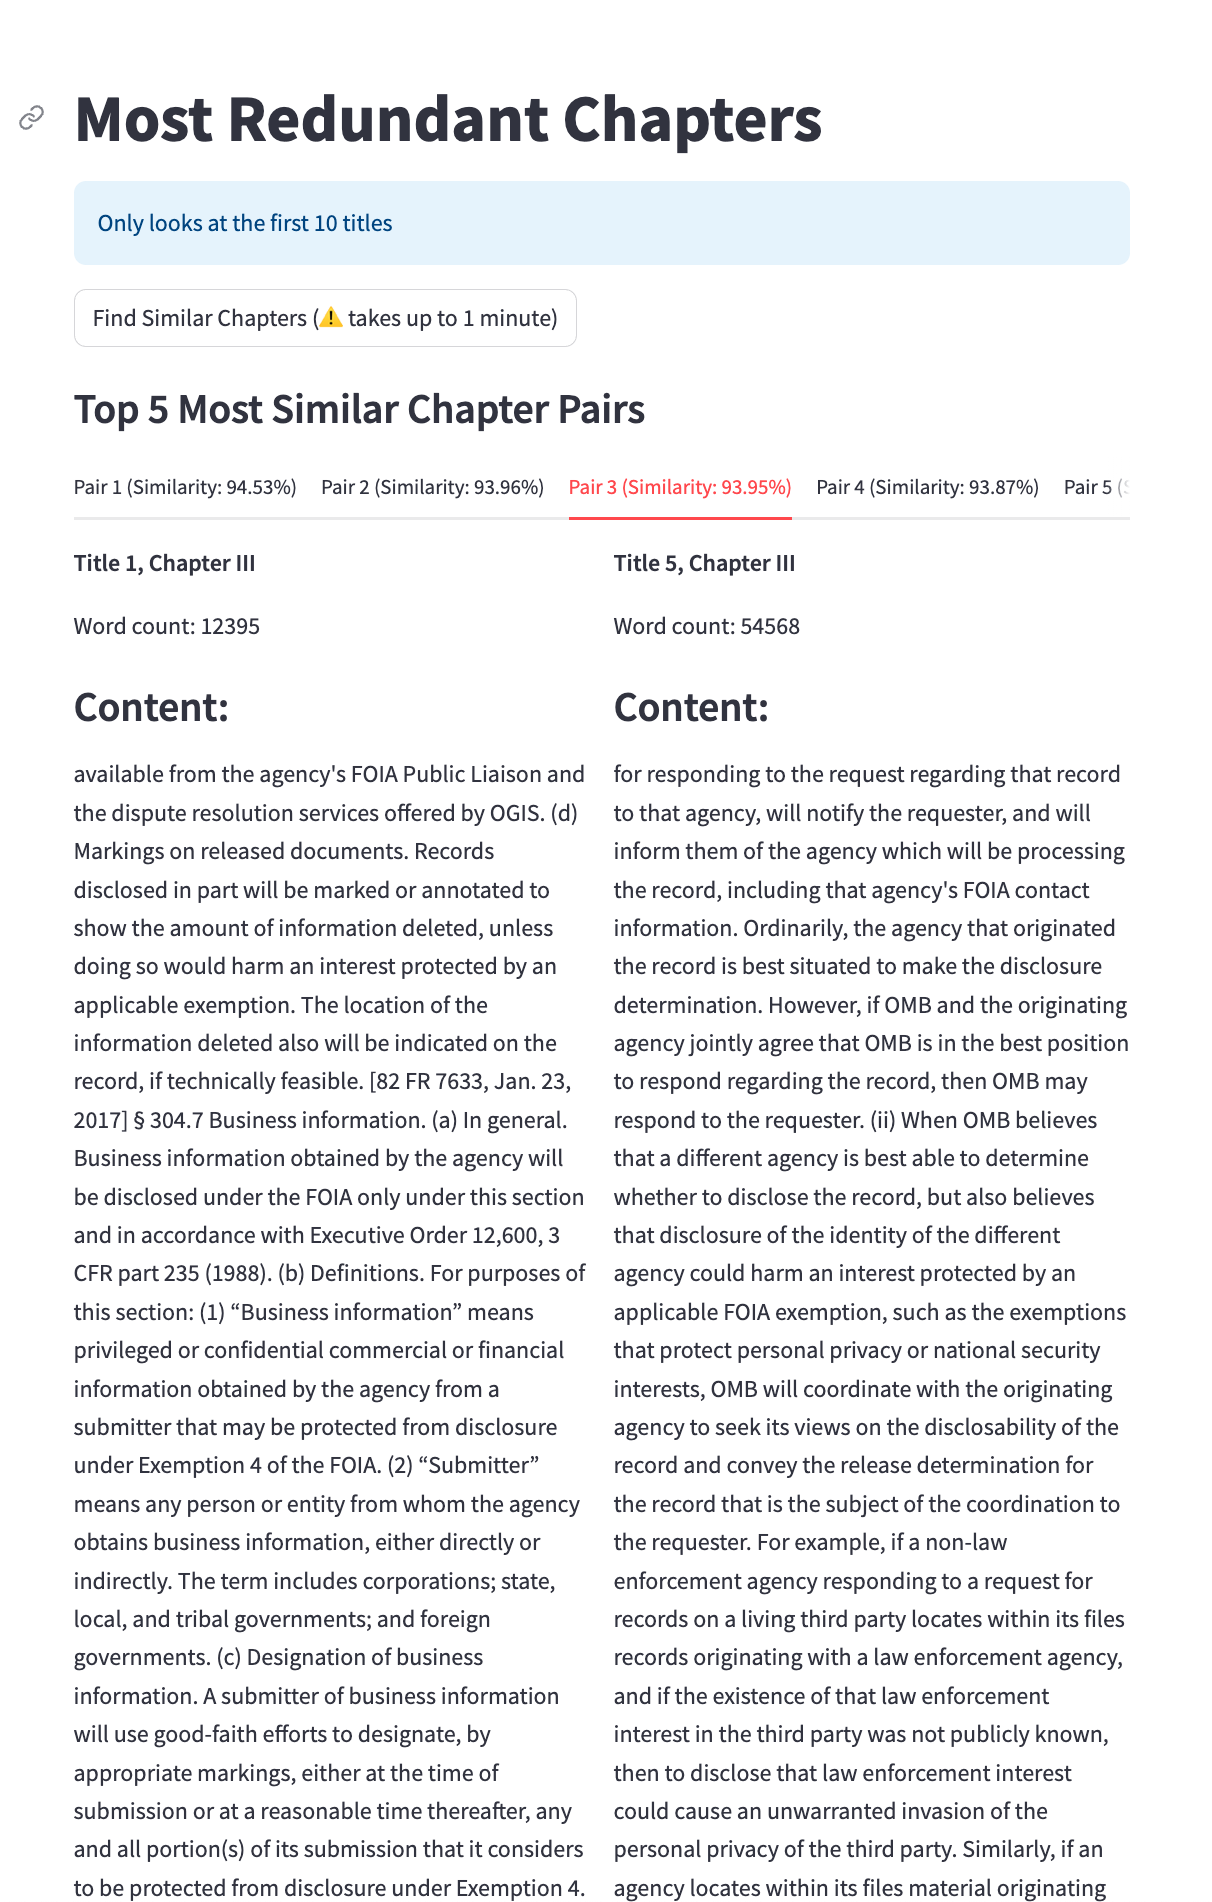 Most Redundant Chapters
Only looks at the first 10 titles
Find Similar Chapters (⚠️ takes up to 1 minute)
Top 5 Most Similar Chapter Pairs
Pair 1 (Similarity: 94.53%)
Pair 2 (Similarity: 93.96%)
Pair 3 (Similarity: 93.95%)
Pair 4 (Similarity: 93.87%)
Pair 5 (S
Title 1, Chapter III
Word count: 12395
Content:
available from the agency's FOIA Public Liaison and
the dispute resolution services offered by OGIS. (d)
Markings on released documents. Records
disclosed in part will be marked or annotated to
show the amount of information deleted, unless
doing so would harm an interest protected by an
applicable exemption. The location of the
information deleted also will be indicated on the
record, if technically feasible. [82 FR 7633, Jan. 23,
2017] § 304.7 Business information. (a) In general.
Business information obtained by the agency will
be disclosed under the FOIA only under this section
and in accordance with Executive Order 12,600, 3
CFR part 235 (1988). (b) Definitions. For purposes of
this section: (1) “Business information” means
privileged or confidential commercial or financial
information obtained by the agency from a
submitter that may be protected from disclosure
under Exemption 4 of the FOIA. (2) “Submitter”
means any person or entity from whom the agency
obtains business information, either directly or
indirectly. The term includes corporations; state,
local, and tribal governments; and foreign
governments. (c) Designation of business
information. A submitter of business information
will use good-faith efforts to designate, by
appropriate markings, either at the time of
submission or at a reasonable time thereafter, any
and all portion(s) of its submission that it considers
to be protected from disclosure under Exemption 4.
Title 5, Chapter III
Word count: 54568
Content:
for responding to the request regarding that record
to that agency, will notify the requester, and will
inform them of the agency which will be processing
the record, including that agency's FOIA contact
information. Ordinarily, the agency that originated
the record is best situated to make the disclosure
determination. However, if OMB and the originating
agency jointly agree that OMB is in the best position
to respond regarding the record, then OMB may
respond to the requester. (ii) When OMB believes
that a different agency is best able to determine
whether to disclose the record, but also believes
that disclosure of the identity of the different
agency could harm an interest protected by an
applicable FOIA exemption, such as the exemptions
that protect personal privacy or national security
interests, OMB will coordinate with the originating
agency to seek its views on the disclosability of the
record and convey the release determination for
the record that is the subject of the coordination to
the requester. For example, if a non-law
enforcement agency responding to a request for
records on a living third party locates within its files
records originating with a law enforcement agency,
and if the existence of that law enforcement
interest in the third party was not publicly known,
then to disclose that law enforcement interest
could cause an unwarranted invasion of the
personal privacy of the third party. Similarly, if an
agency locates within its files material originating